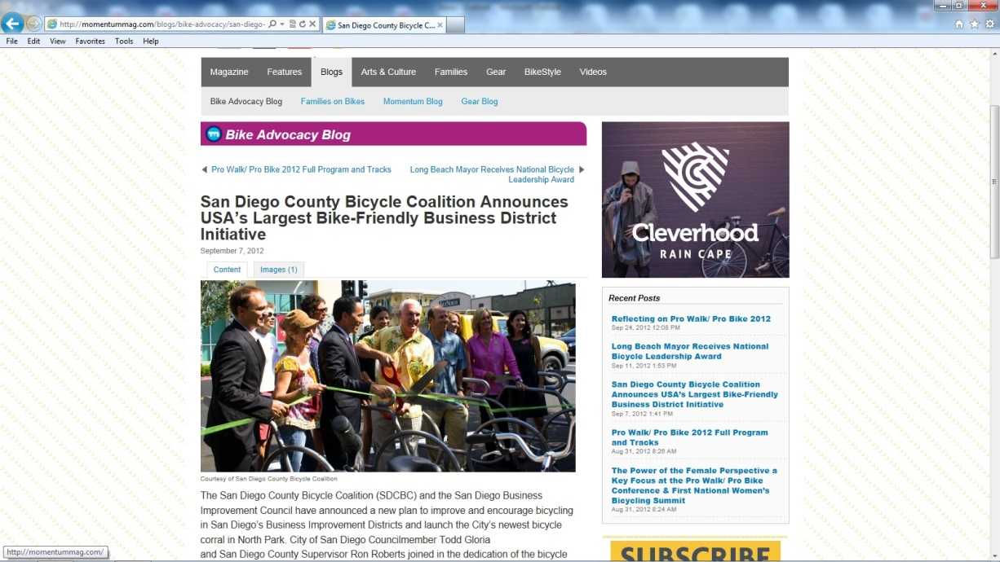 http://momentummag.com/blogs/bike-advocacy/san-diego-
San Diego County Bicycle C...
File Edit View Favorites Tools Help
Magazine Features Blogs Arts & Culture Families Gear BikeStyle Videos
Bike Advocacy Blog Families on Bikes Momentum Blog Gear Blog
Bike Advocacy Blog
Pro Walk/ Pro Bike 2012 Full Program and Tracks
Long Beach Mayor Receives National Bicycle
Leadership Award
San Diego County Bicycle Coalition Announces
USA's Largest Bike-Friendly Business District
Initiative
September 7, 2012
Content Images (1)
Courtesy of San Diego County Bicycle Coalition
The San Diego County Bicycle Coalition (SDCBC) and the San Diego Business
Improvement Council have announced a new plan to improve and encourage bicycling
in San Diego's Business Improvement Districts and launch the City's newest bicycle
corral in North Park. City of San Diego Councilmember Todd Gloria
and San Diego County Supervisor Ron Roberts joined in the dedication of the bicycle
Cleverhood
RAIN CAPE
Recent Posts
Reflecting on Pro Walk/ Pro Bike 2012
Sep 24, 2012 12:08 PM
Long Beach Mayor Receives National
Bicycle Leadership Award
Sep 11, 2012 1:53 PM
San Diego County Bicycle Coalition
Announces USA's Largest Bike-Friendly
Business District Initiative
Sep 7, 2012 1:41 PM
Pro Walk/ Pro Bike 2012 Full Program
and Tracks
Aug 31, 2012 8:26 AM
The Power of the Female Perspective a
Key Focus at the Pro Walk/ Pro Bike
Conference & First National Women's
Bicycling Summit
Aug 31, 2012 8:24 AM
SUBSCRIBE
http://momentummag.com/